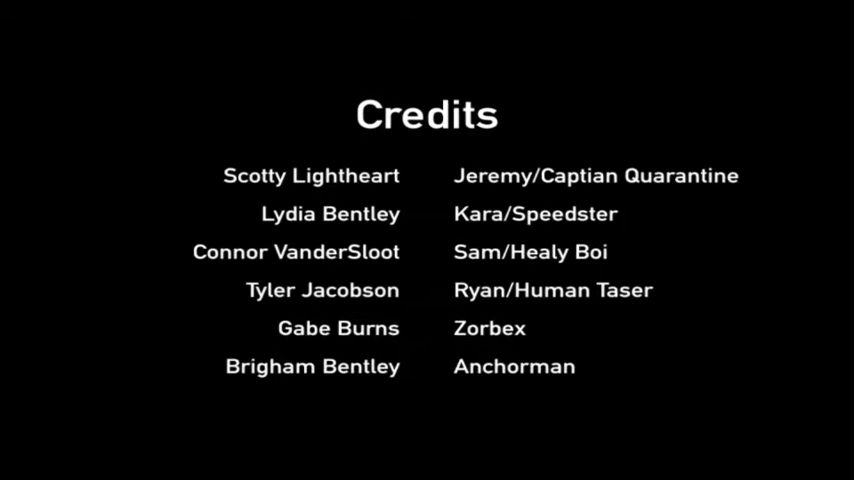 Credits
Scotty Lightheart Jeremy/Captian Quarantine
Lydia Bentley Kara/Speedster
Connor VanderSloot Sam/Healy Boi
Tyler Jacobson Ryan/Human Taser
Gabe Burns Zorbex
Brigham Bentley Anchorman